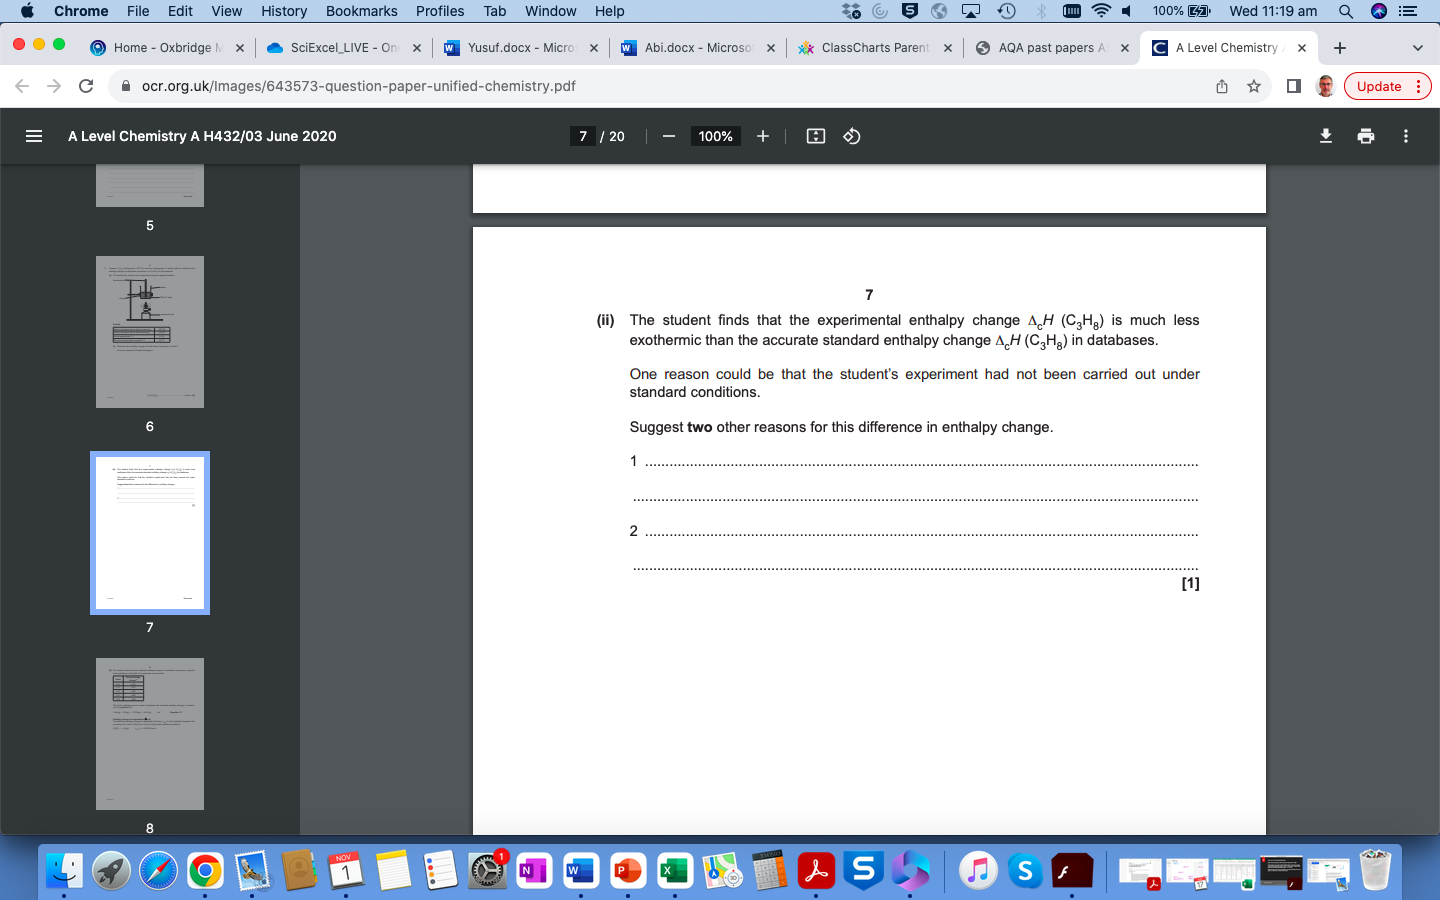 Chrome File Edit View History Bookmarks Profiles Tab Window Help 100% Wed 11:19 am
Home - Oxbridge M SciExcel_LIVE - On Yusuf.docx - Micro Abi.docx - Microso ClassCharts Parent AQA past papers A A Level Chemistry
ocr.org.uk/Images/643573-question-paper-unified-chemistry.pdf Update
A Level Chemistry A H432/03 June 2020 7 / 20 100%
5
6
7
8
7
(ii) The student finds that the experimental enthalpy change ΔcH (C3H8) is much less
exothermic than the accurate standard enthalpy change ΔcH (C3H8) in databases.
One reason could be that the student's experiment had not been carried out under
standard conditions.
Suggest two other reasons for this difference in enthalpy change.
1
2
[1]
NOV
1
1